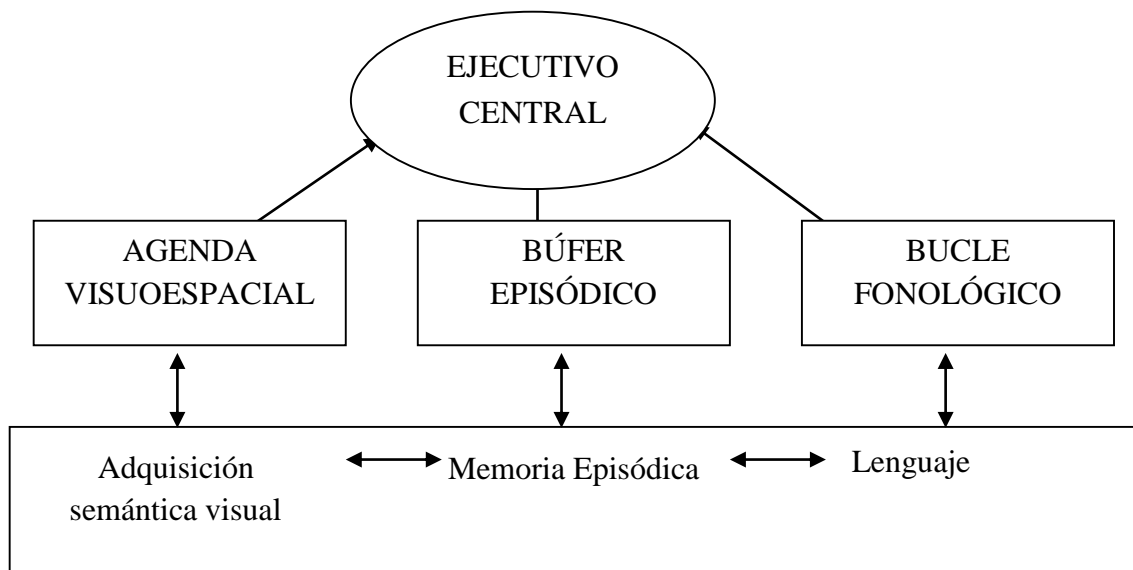 EJECUTIVO
CENTRAL
AGENDA
VISUOESPACIAL
BÚFER
EPISÓDICO
BUCLE
FONOLÓGICO
Adquisición
semántica visual
Memoria Episódica
Lenguaje